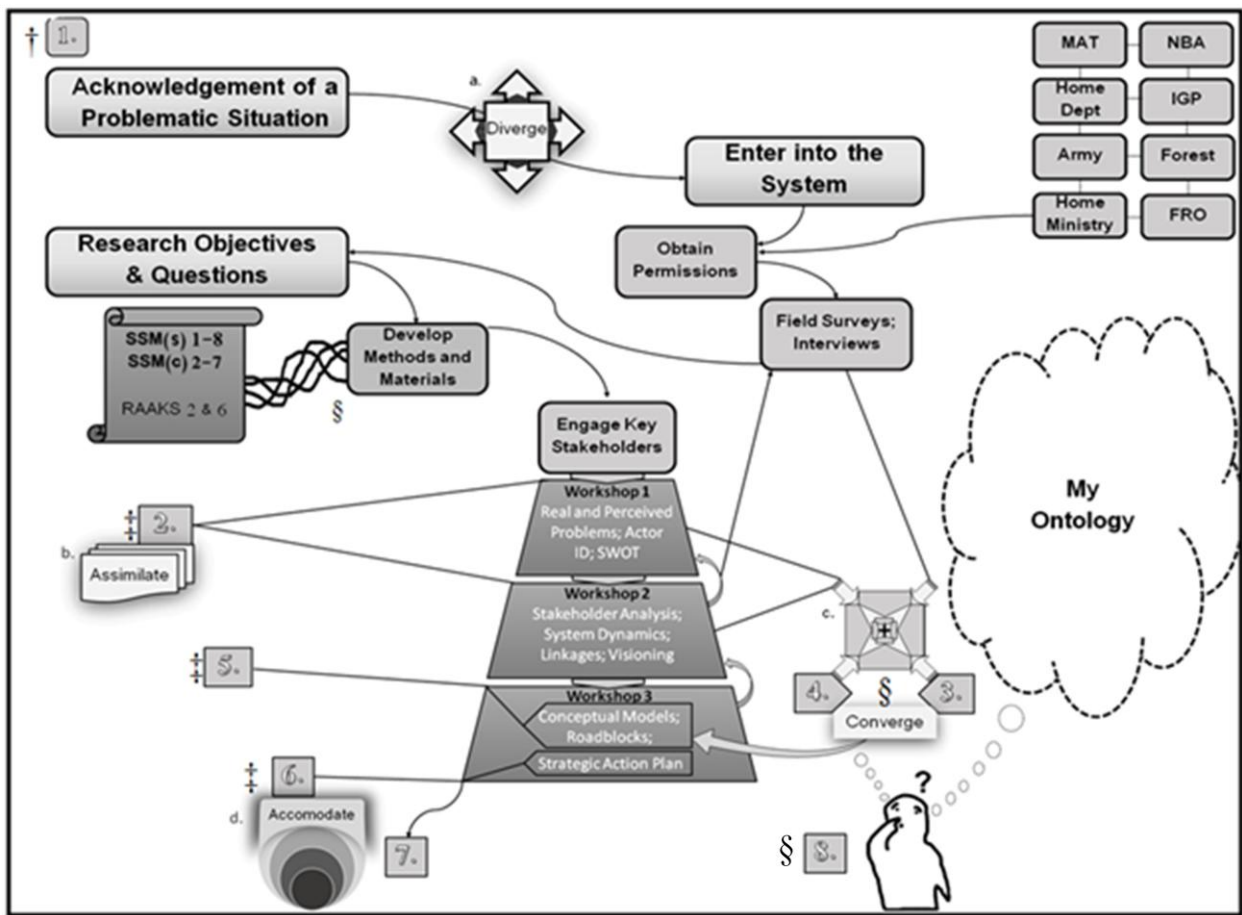 † 1.
Acknowledgement of a
Problematic Situation
a.
Diverge
Enter into the
System
MAT
NBA
Home
Dept
IGP
Army
Forest
Home
Ministry
FRO
Obtain
Permissions
Research Objectives
& Questions
Field Surveys;
Interviews
SSM(s) 1-8
SSM(c) 2-7
RAAKS 2 & 6
Develop
Methods and
Materials
§
Engage Key
Stakeholders
Workshop 1
Real and Perceived
Problems; Actor
ID; SWOT
‡ 2.
b.
Assimilate
Workshop 2
Stakeholder Analysis;
System Dynamics;
Linkages; Visioning
My
Ontology
c.
+
‡ 5.
4.
§
3.
Converge
Workshop 3
Conceptual Models;
Roadblocks;
Strategic Action Plan
‡ 6.
d.
Accomodate
7.
?
§ 8.